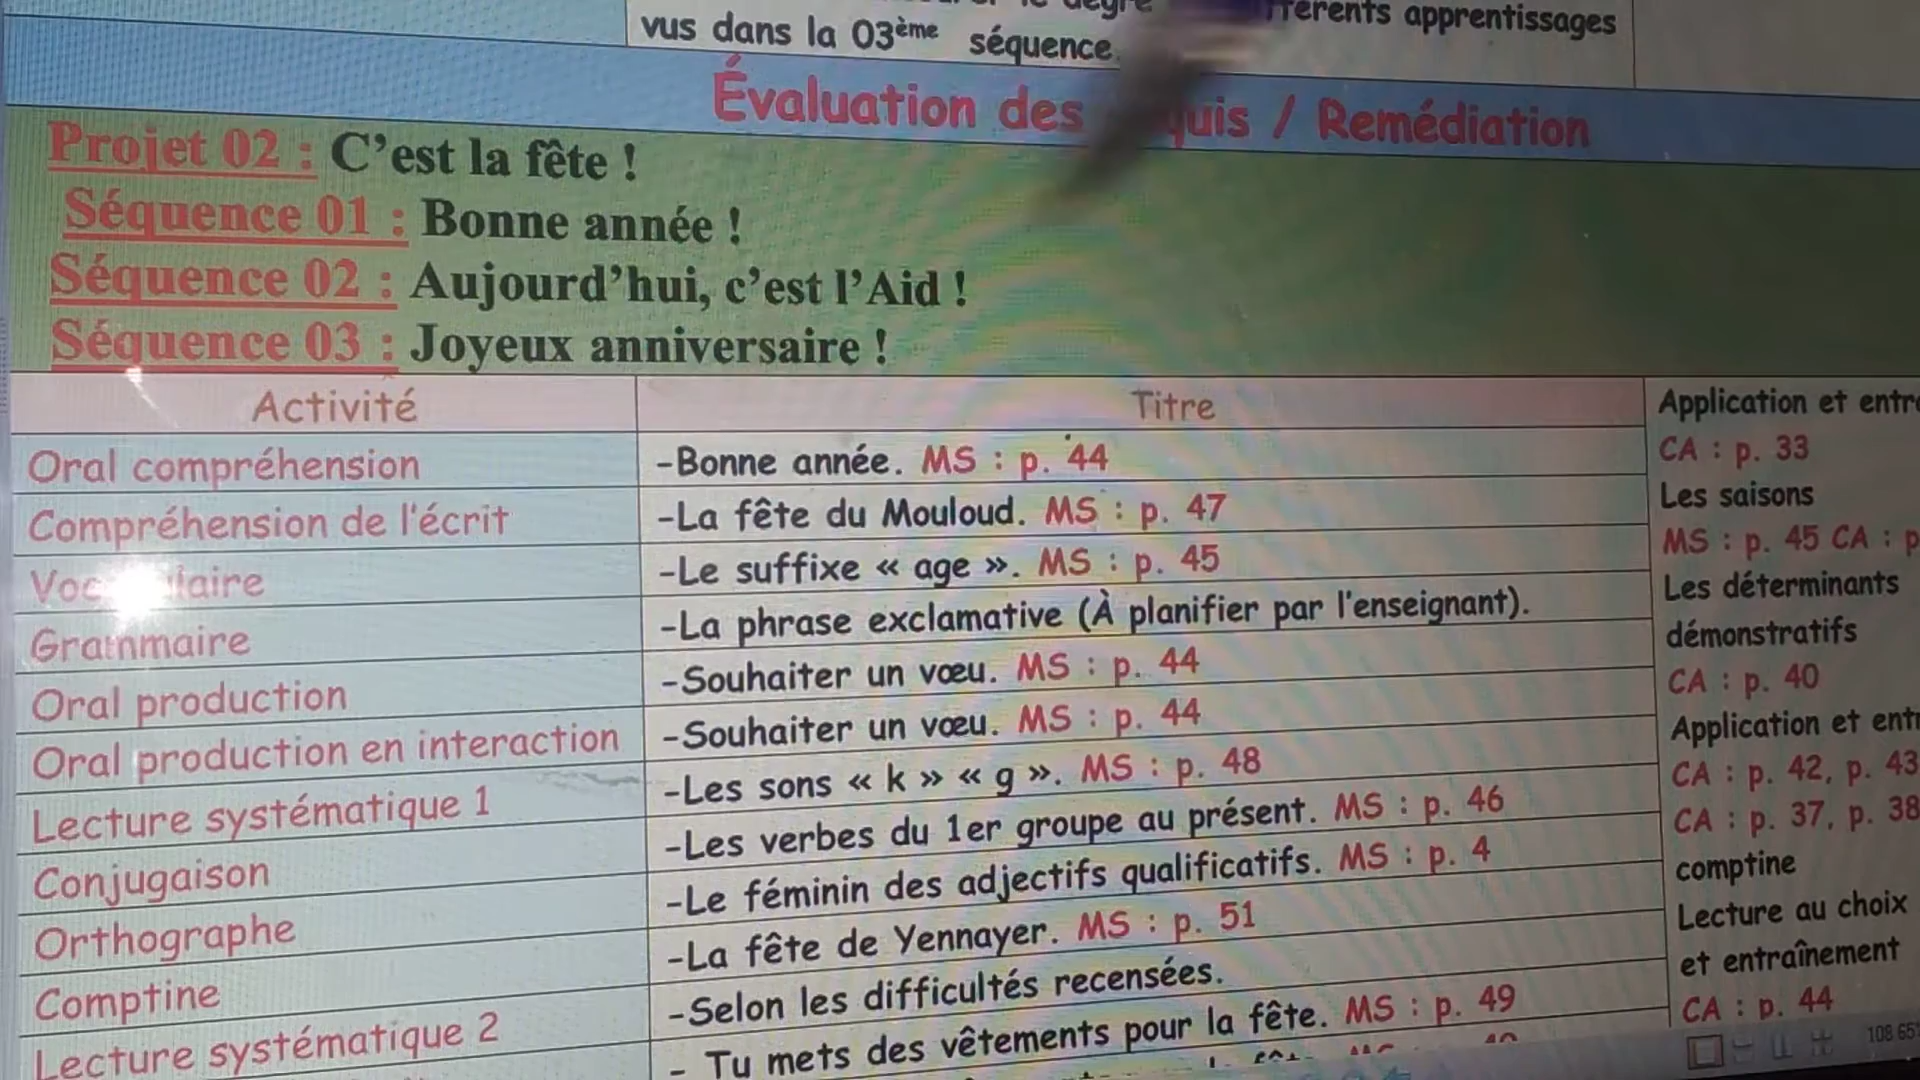 vus dans la 03ème séquence. apprentissages
Évaluation des / Remédiation
Projet 02 : C'est la fête !
Séquence 01 : Bonne année !
Séquence 02 : Aujourd'hui, c'est l'Aid !
Séquence 03 : Joyeux anniversaire !
Activité
Titre
Oral compréhension
-Bonne année. MS : p. 44
Compréhension de l'écrit
-La fête du Mouloud. MS : p. 47
-Le suffixe « age ». MS : p. 45
Grammaire
-La phrase exclamative (À planifier par l'enseignant).
Oral production
-Souhaiter un vœu. MS : p. 44
Oral production en interaction
-Souhaiter un vœu. MS : p. 44
Lecture systématique 1
-Les sons « k » « g ». MS : p. 48
Conjugaison
-Les verbes du 1er groupe au présent. MS : p. 46
Orthographe
-Le féminin des adjectifs qualificatifs. MS : p. 4
Comptine
-La fête de Yennayer. MS : p. 51
Lecture systématique 2
-Selon les difficultés recensées.
- Tu mets des vêtements pour la fête. MS : p. 49
Application et
CA : p. 33
Les saisons
MS : p. 45 CA : p
Les déterminants
démonstratifs
CA : p. 40
Application et
CA : p. 42, p. 43
CA : p. 37, p. 38
comptine
Lecture au choix
et entraînement
CA : p. 44
108 65